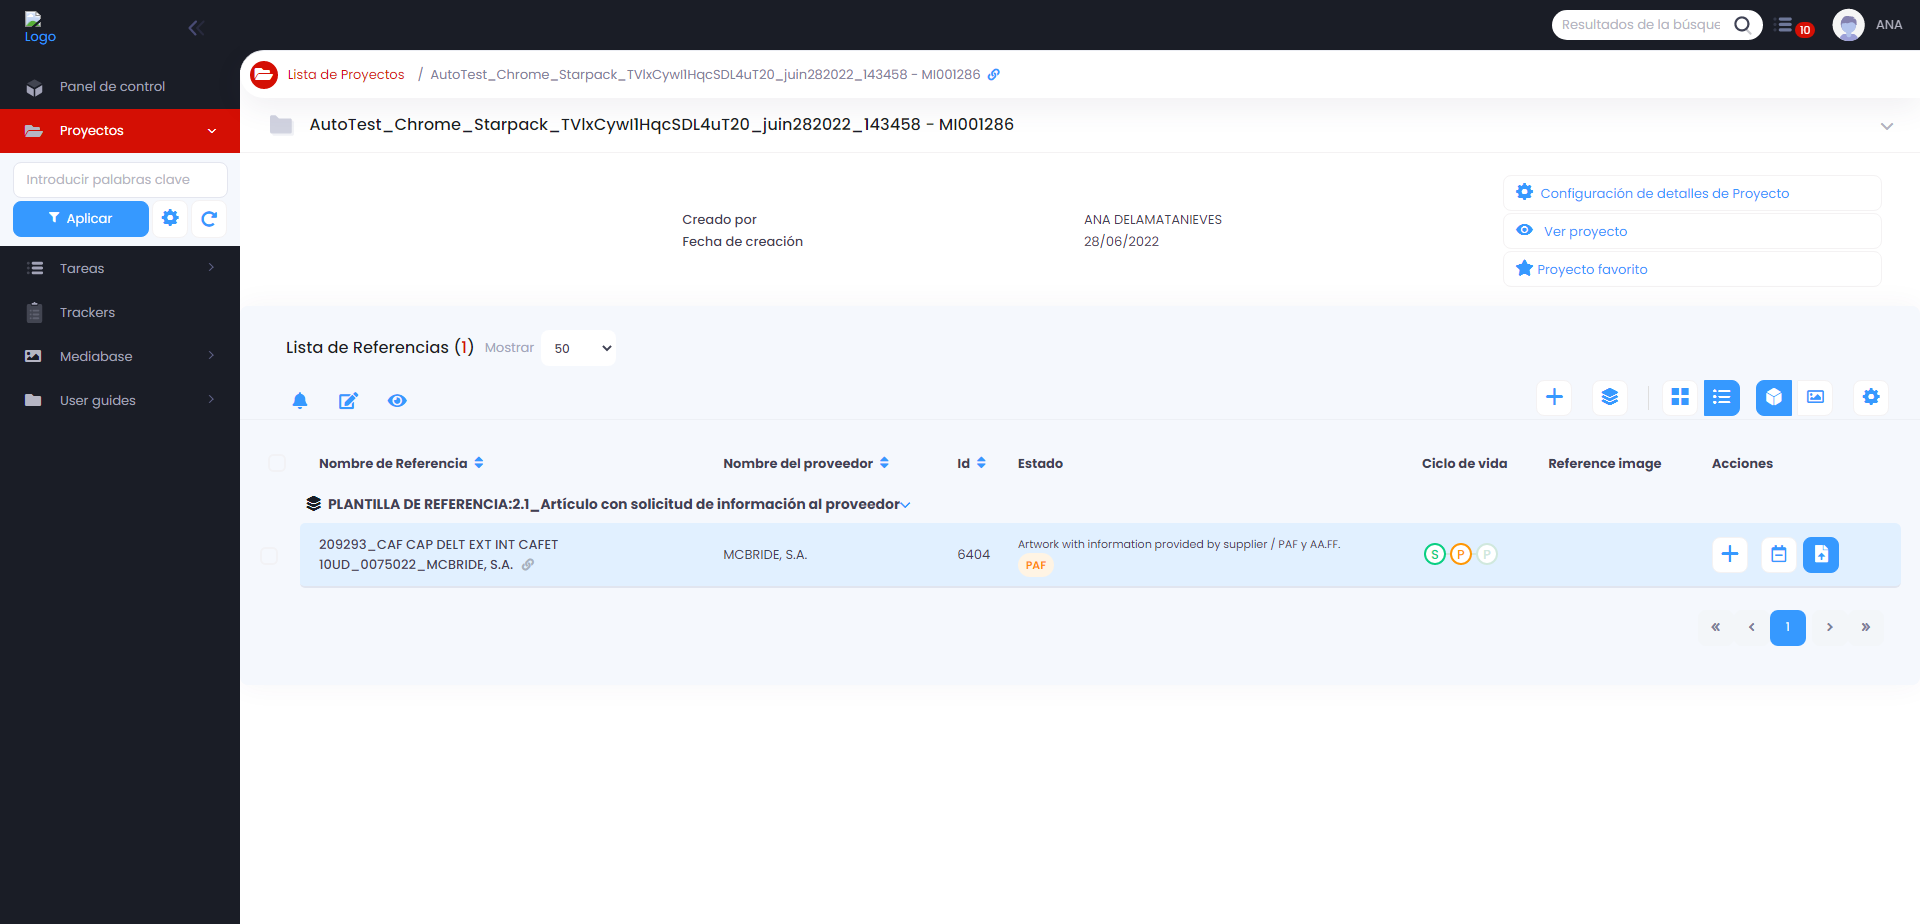 Logo
Resultados de la búsque
10
ANA
Panel de control
Proyectos
Introducir palabras clave
Aplicar
Tareas
Trackers
Mediabase
User guides
Lista de Proyectos / AutoTest_Chrome_Starpack_TVlxCywI1HqcSDL4uT20_juin282022_143458 - MI001286
AutoTest_Chrome_Starpack_TVlxCywI1HqcSDL4uT20_juin282022_143458 - MI001286
Creado por ANA DELAMATANIEVES
Fecha de creación 28/06/2022
Configuración de detalles de Proyecto
Ver proyecto
Proyecto favorito
Lista de Referencias (1) Mostrar 50
Nombre de Referencia Nombre del proveedor Id Estado Ciclo de vida Reference image Acciones
PLANTILLA DE REFERENCIA:2.1_Artículo con solicitud de información al proveedor
209293_CAF CAP DELT EXT INT CAFET
10UD_0075022_MCBRIDE, S.A.
MCBRIDE, S.A.
6404
Artwork with information provided by supplier / PAF y AA.FF.
PAF
S P P
« ‹ 1 › »